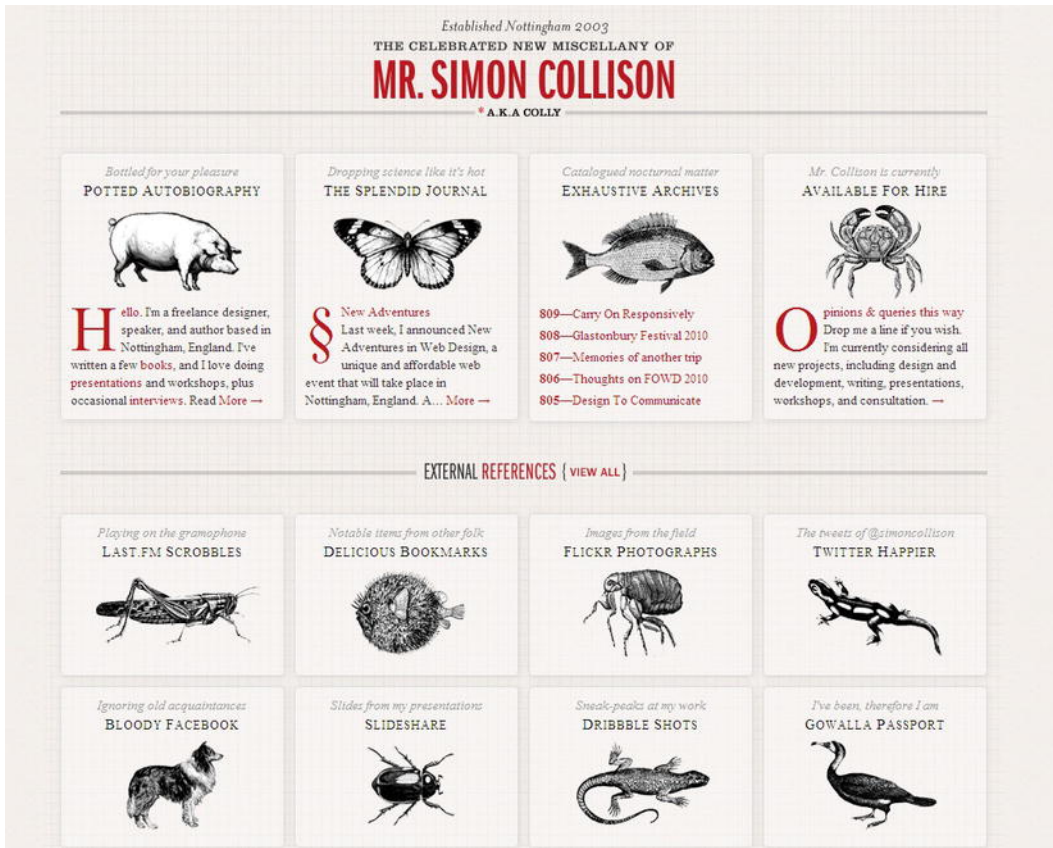 Established Nottingham 2003
THE CELEBRATED NEW MISCELLANY OF
MR. SIMON COLLISON
* A.K.A COLLY
Bottled for your pleasure
POTTED AUTOBIOGRAPHY
Hello. I'm a freelance designer,
speaker, and author based in
Nottingham, England. I've
written a few books, and I love doing
presentations and workshops, plus
occasional interviews. Read More →
Dropping science like it's hot
THE SPLENDID JOURNAL
§ New Adventures
Last week, I announced New
Adventures in Web Design, a
unique and affordable web
event that will take place in
Nottingham, England. A... More →
Catalogued nocturnal matter
EXHAUSTIVE ARCHIVES
809—Carry On Responsively
808—Glastonbury Festival 2010
807—Memories of another trip
806—Thoughts on FOWD 2010
805—Design To Communicate
Mr. Collison is currently
AVAILABLE FOR HIRE
Opinions & queries this way
Drop me a line if you wish.
I'm currently considering all
new projects, including design and
development, writing, presentations,
workshops, and consultation. →
EXTERNAL REFERENCES { VIEW ALL }
Playing on the gramophone
LAST.FM SCROBBLES
Notable items from other folk
DELICIOUS BOOKMARKS
Images from the field
FLICKR PHOTOGRAPHS
The tweets of @simoncollison
TWITTER HAPPIER
Ignoring old acquaintances
BLOODY FACEBOOK
Slides from my presentations
SLIDESHARE
Sneak-peaks at my work
DRIBBBLE SHOTS
I've been, therefore I am
GOWALLA PASSPORT